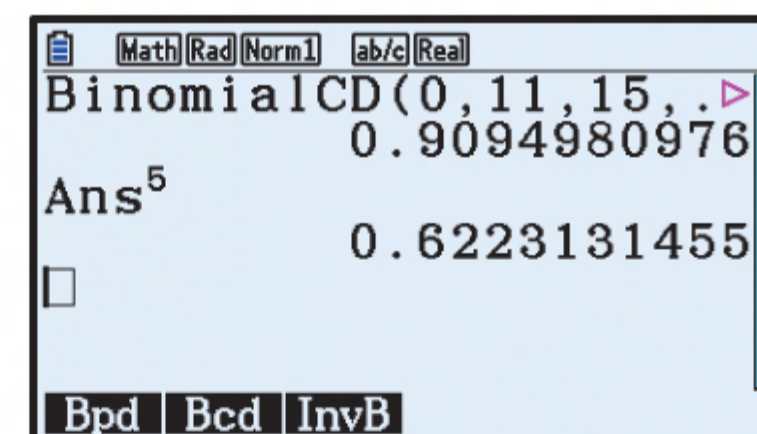 Math Rad Norm1 ab/c Real
BinomialCD(0,11,15,.▷
0.9094980976
Ans⁵
0.6223131455
Bpd Bcd InvB